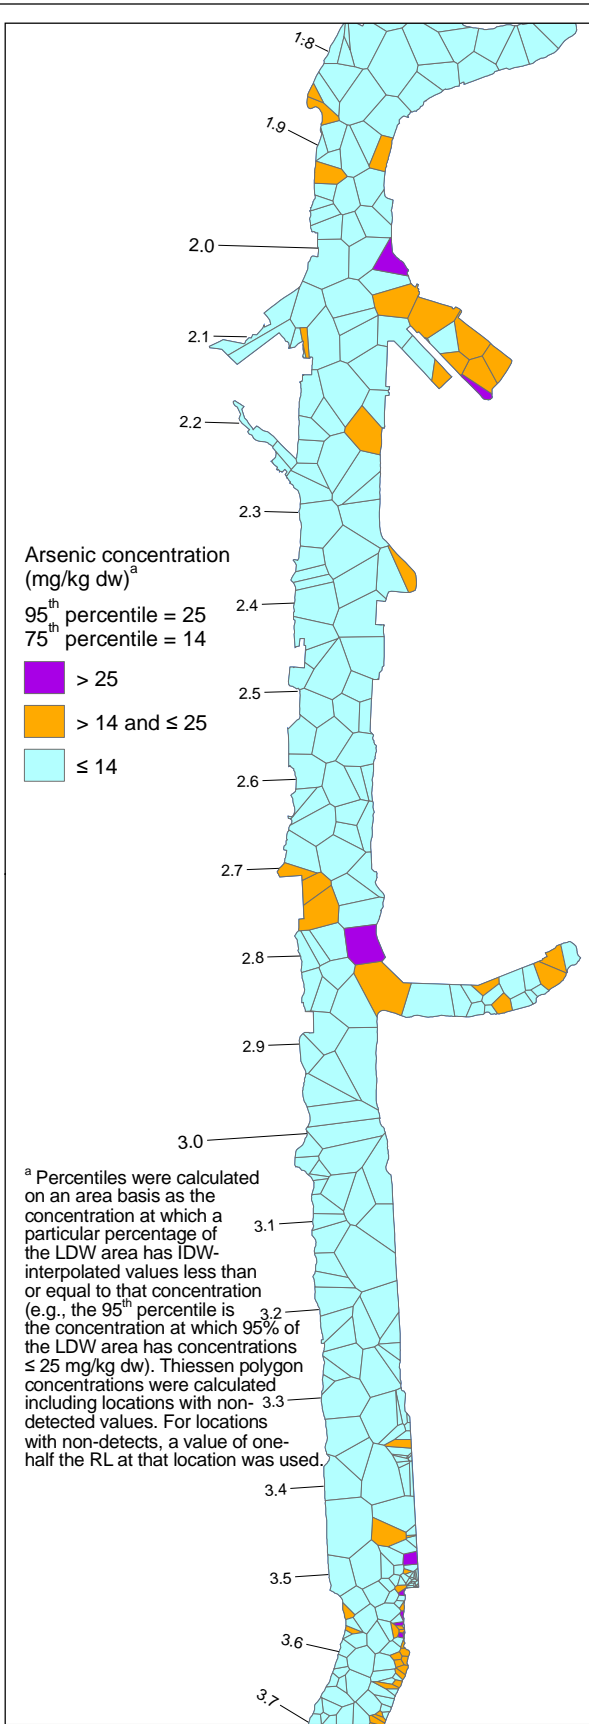 1.8
1.9
2.0
2.1
2.2
2.3
Arsenic concentration
(mg/kg dw)a
95th percentile = 25
75th percentile = 14
2.4
> 25
2.5
> 14 and ≤ 25
≤ 14
2.6
2.7
2.8
2.9
3.0
a Percentiles were calculated
on an area basis as the
concentration at which a
particular percentage of
the LDW area has IDW-
interpolated values less than
or equal to that concentration
(e.g., the 95th percentile is
the concentration at which 95% of
the LDW area has concentrations
≤ 25 mg/kg dw). Thiessen polygon
concentrations were calculated
including locations with non-
detected values. For locations
with non-detects, a value of one-
half the RL at that location was used.
3.1
3.2
3.3
3.4
3.5
3.6
3.7